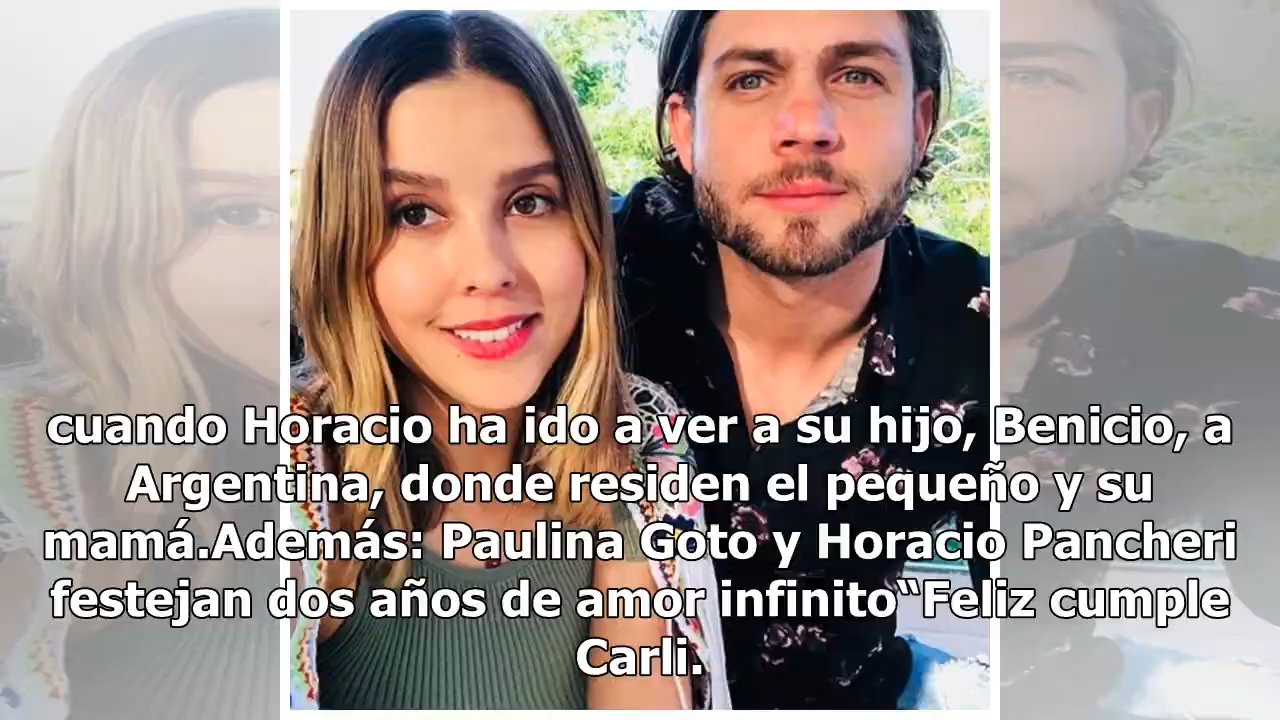 cuando Horacio ha ido a ver a su hijo, Benicio, a
Argentina, donde residen el pequeño y su
mamá.Además: Paulina Goto y Horacio Pancheri
festejan dos años de amor infinito“Feliz cumple
Carli.